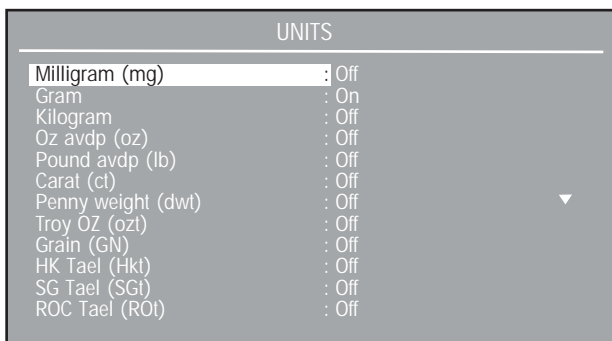 UNITS
Milligram (mg) : Off
Gram : On
Kilogram : Off
Oz avdp (oz) : Off
Pound avdp (lb) : Off
Carat (ct) : Off
Penny weight (dwt) : Off
Troy OZ (ozt) : Off
Grain (GN) : Off
HK Tael (Hkt) : Off
SG Tael (SGt) : Off
ROC Tael (ROt) : Off